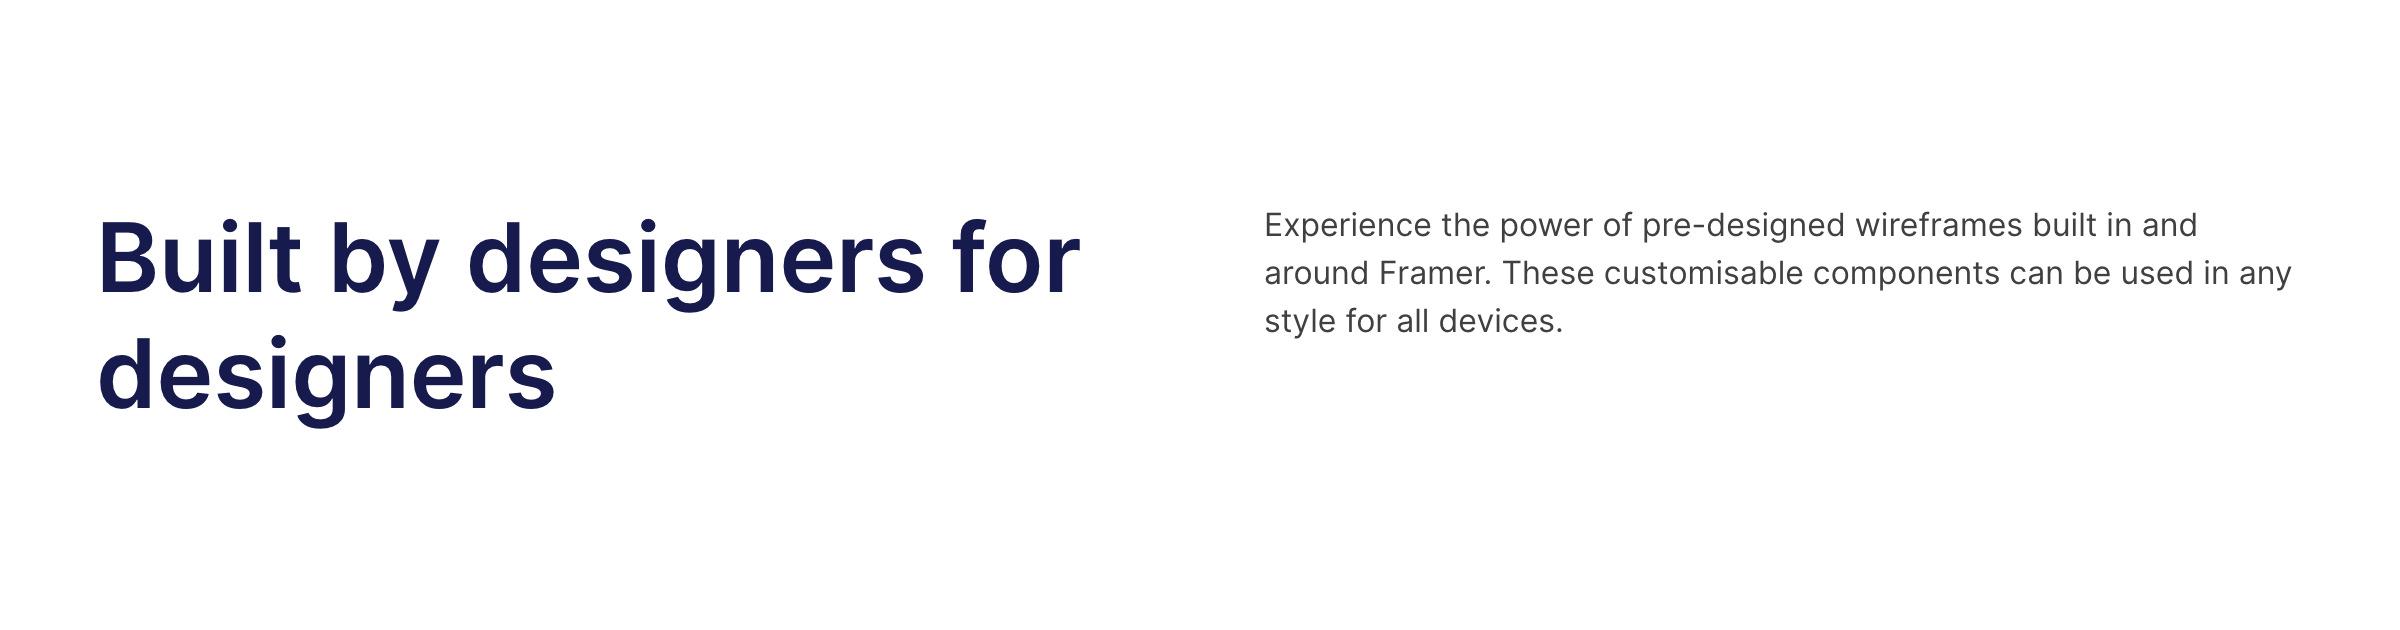 Built by designers for
designers
Experience the power of pre-designed wireframes built in and
around Framer. These customisable components can be used in any
style for all devices.